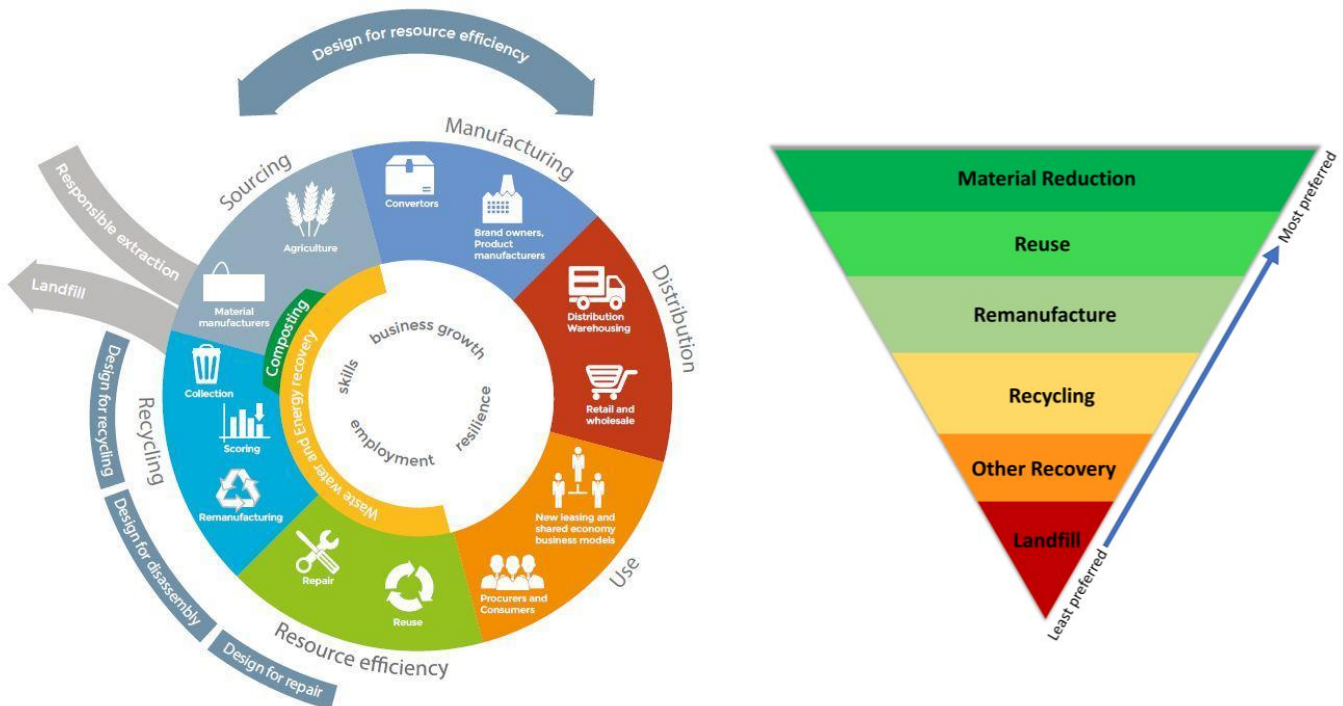 Design for resource efficiency
Manufacturing
Sourcing
Responsible extraction
Landfill
Convertors
Brand owners,
Product
manufacturers
Agriculture
Material
manufacturers
Distribution
Distribution
Warehousing
Retail and
wholesale
Composting
Waste water and Energy recovery
business growth
skills
resilience
employment
Collection
Scoring
Remanufacturing
Recycling
Design for recycling
Design for disassembly
Design for repair
Repair
Reuse
Resource efficiency
New leasing and
shared economy
business models
Procurers and
Consumers
Use
Material Reduction
Reuse
Remanufacture
Recycling
Other Recovery
Landfill
Most preferred
Least preferred